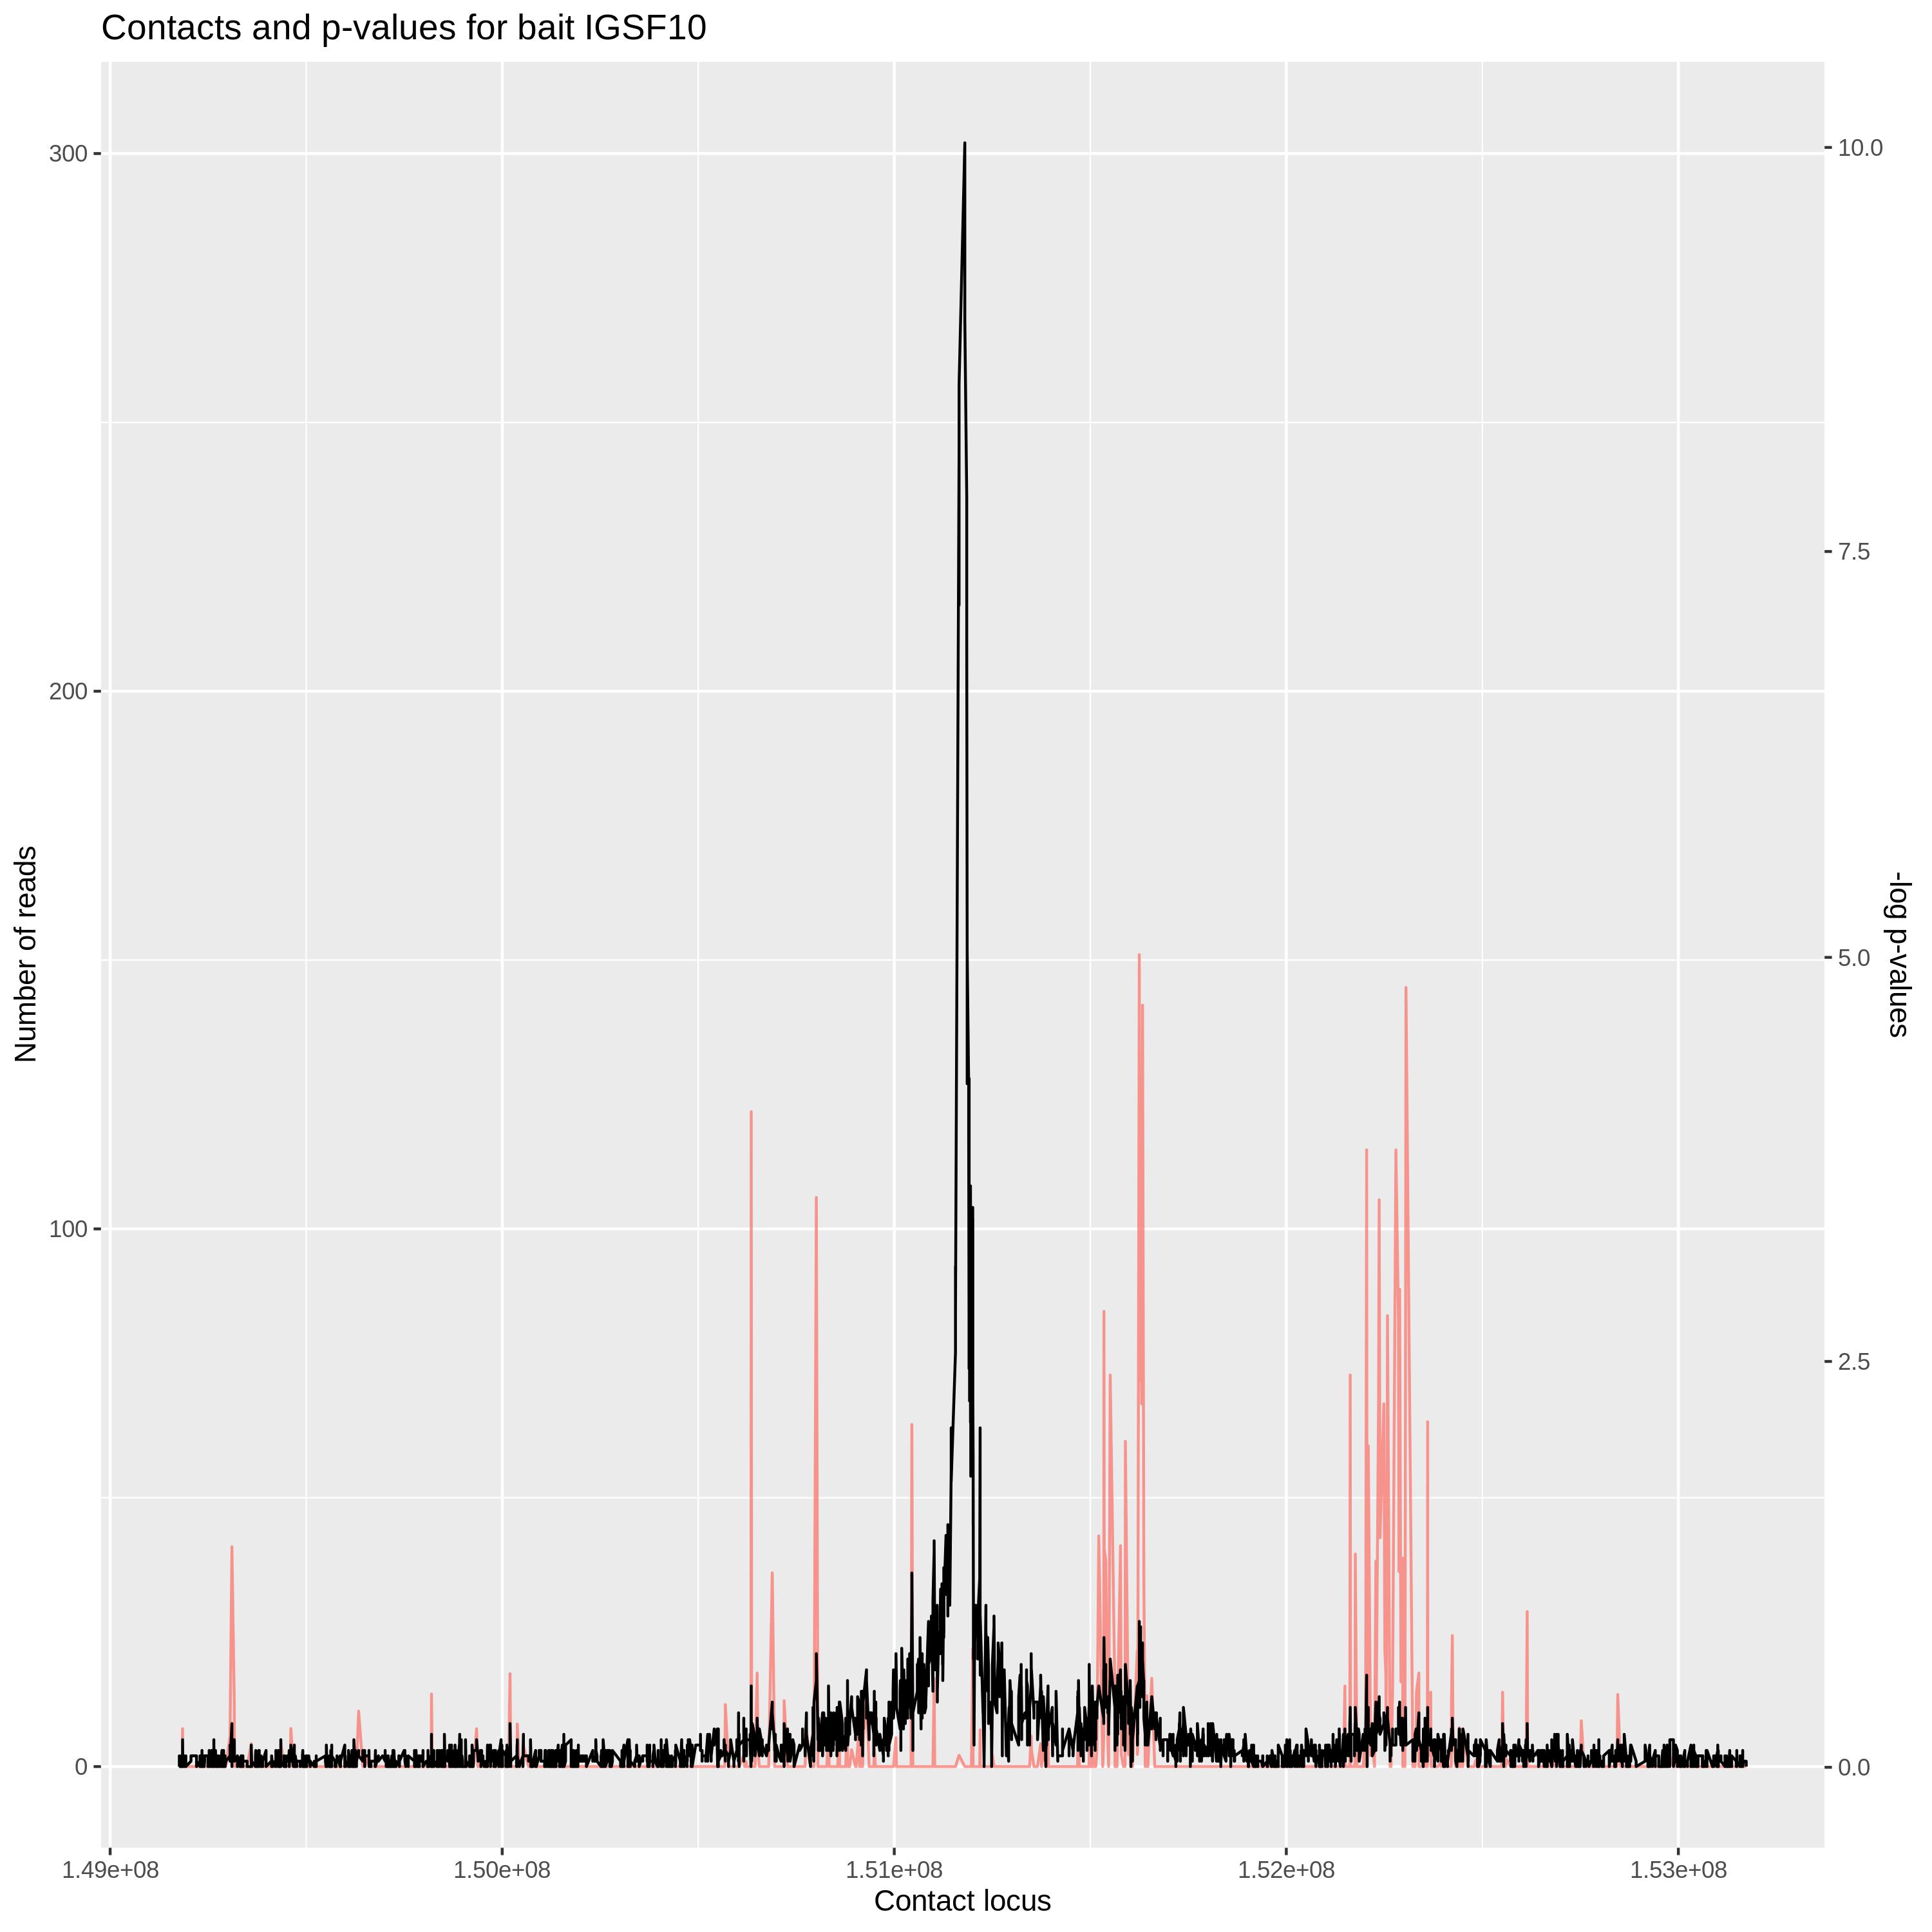 Contacts and p-values for bait IGSF10
300
200
100
0
Number of reads
10.0
7.5
5.0
2.5
0.0
-log p-values
1.49e+08
1.50e+08
1.51e+08
1.52e+08
1.53e+08
Contact locus